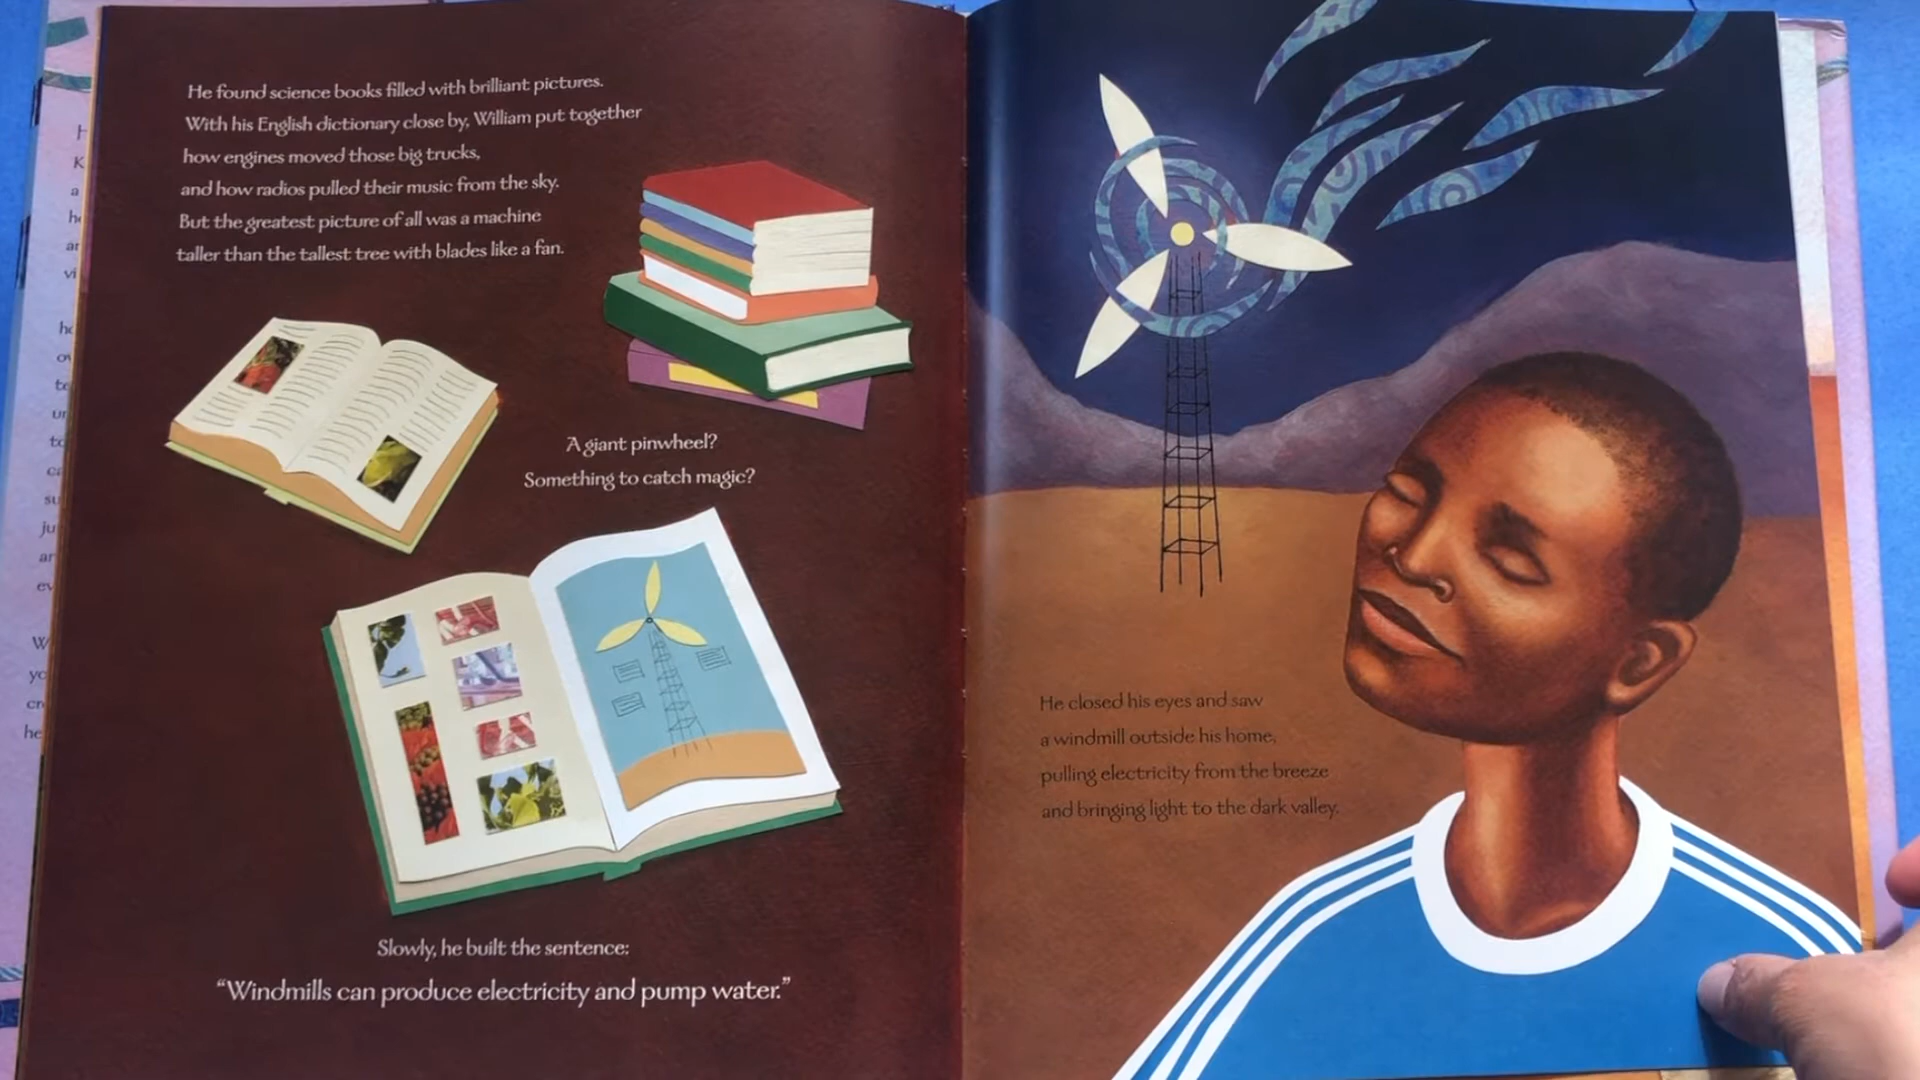 He found science books filled with brilliant pictures.
With his English dictionary close by, William put together
how engines moved those big trucks,
and how radios pulled their music from the sky.
But the greatest picture of all was a machine
taller than the tallest tree with blades like a fan.
A giant pinwheel?
Something to catch magic?
Slowly, he built the sentence:
“Windmills can produce electricity and pump water.”
He closed his eyes and saw
a windmill outside his home,
pulling electricity from the breeze
and bringing light to the dark valley.